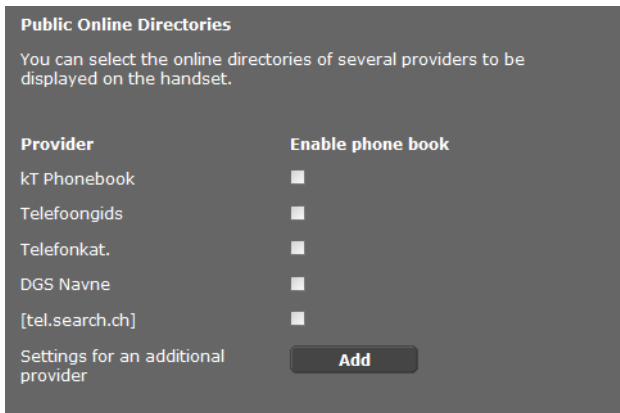 Public Online Directories
You can select the online directories of several providers to be
displayed on the handset.
Provider Enable phone book
kT Phonebook
Telefoongids
Telefonkat.
DGS Navne
[tel.search.ch]
Settings for an additional
provider
Add